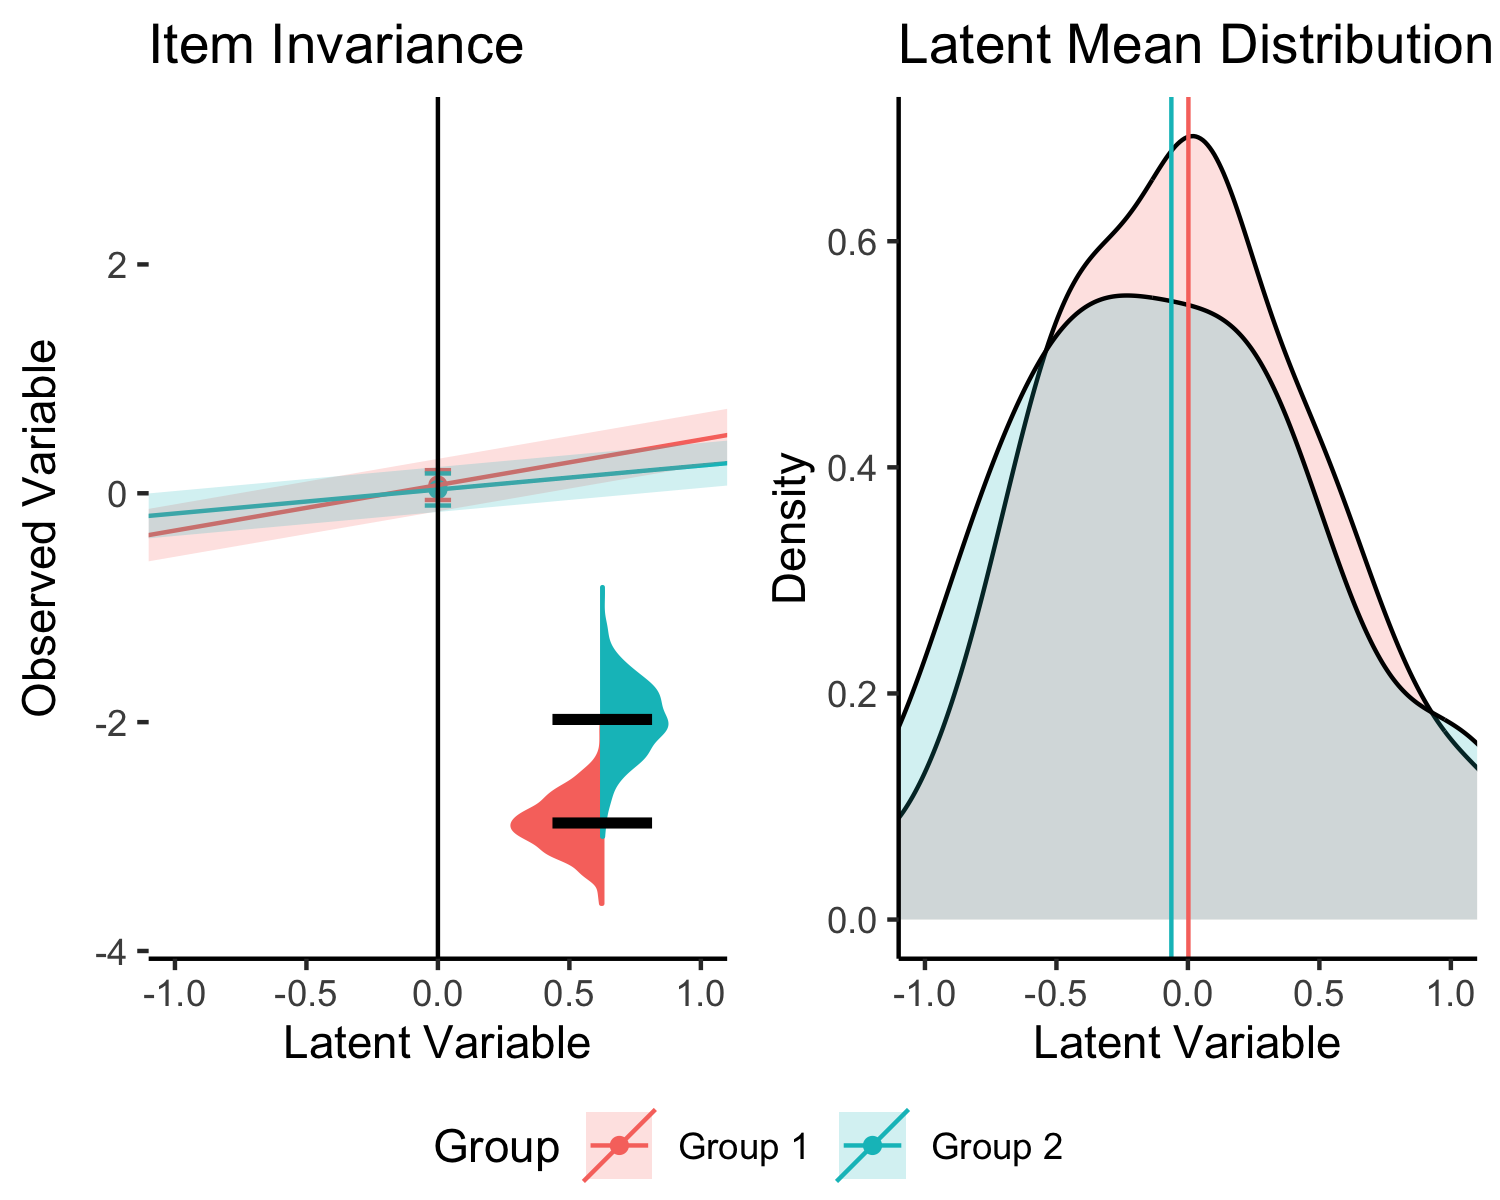 Item Invariance
Observed Variable
2
0
-2
-4
-1.0 -0.5 0.0 0.5 1.0
Latent Variable
Latent Mean Distribution
Density
0.6
0.4
0.2
0.0
-1.0 -0.5 0.0 0.5 1.0
Latent Variable
Group Group 1 Group 2